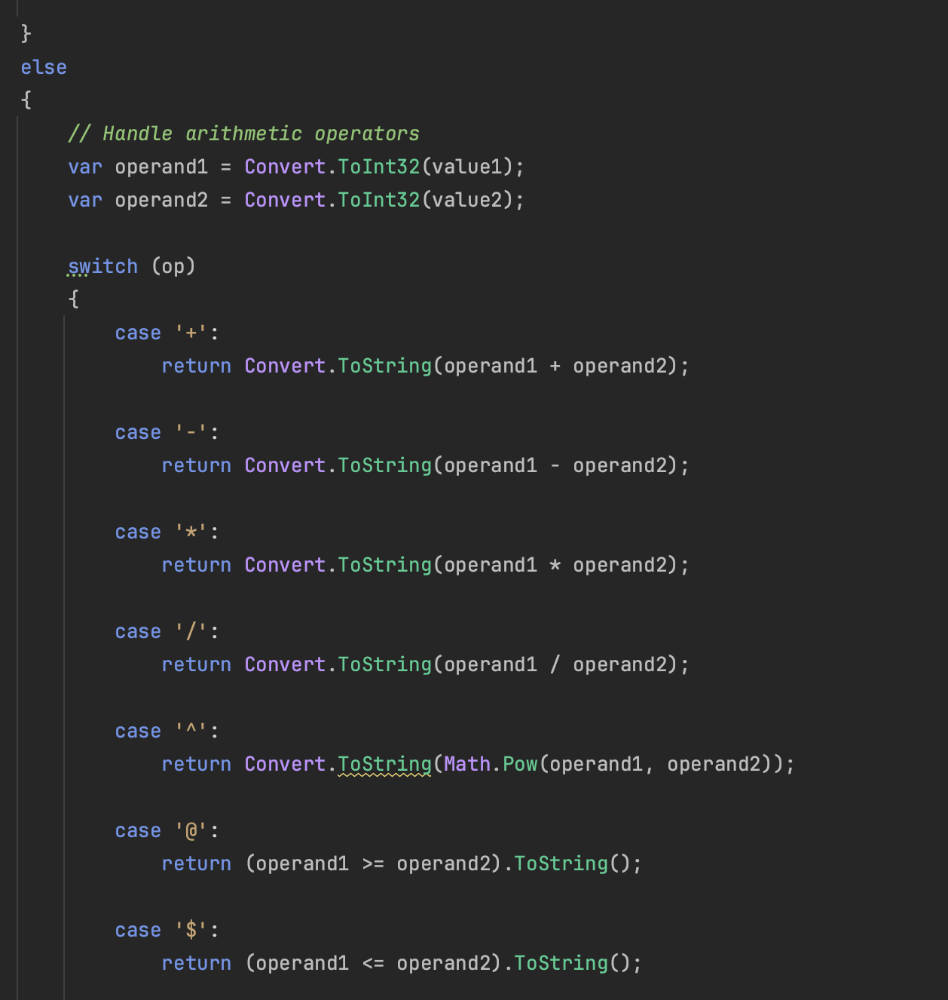 }
else
{
    // Handle arithmetic operators
    var operand1 = Convert.ToInt32(value1);
    var operand2 = Convert.ToInt32(value2);

    switch (op)
    {
        case '+':
            return Convert.ToString(operand1 + operand2);

        case '-':
            return Convert.ToString(operand1 - operand2);

        case '*':
            return Convert.ToString(operand1 * operand2);

        case '/':
            return Convert.ToString(operand1 / operand2);

        case '^':
            return Convert.ToString(Math.Pow(operand1, operand2));

        case '@':
            return (operand1 >= operand2).ToString();

        case '$':
            return (operand1 <= operand2).ToString();